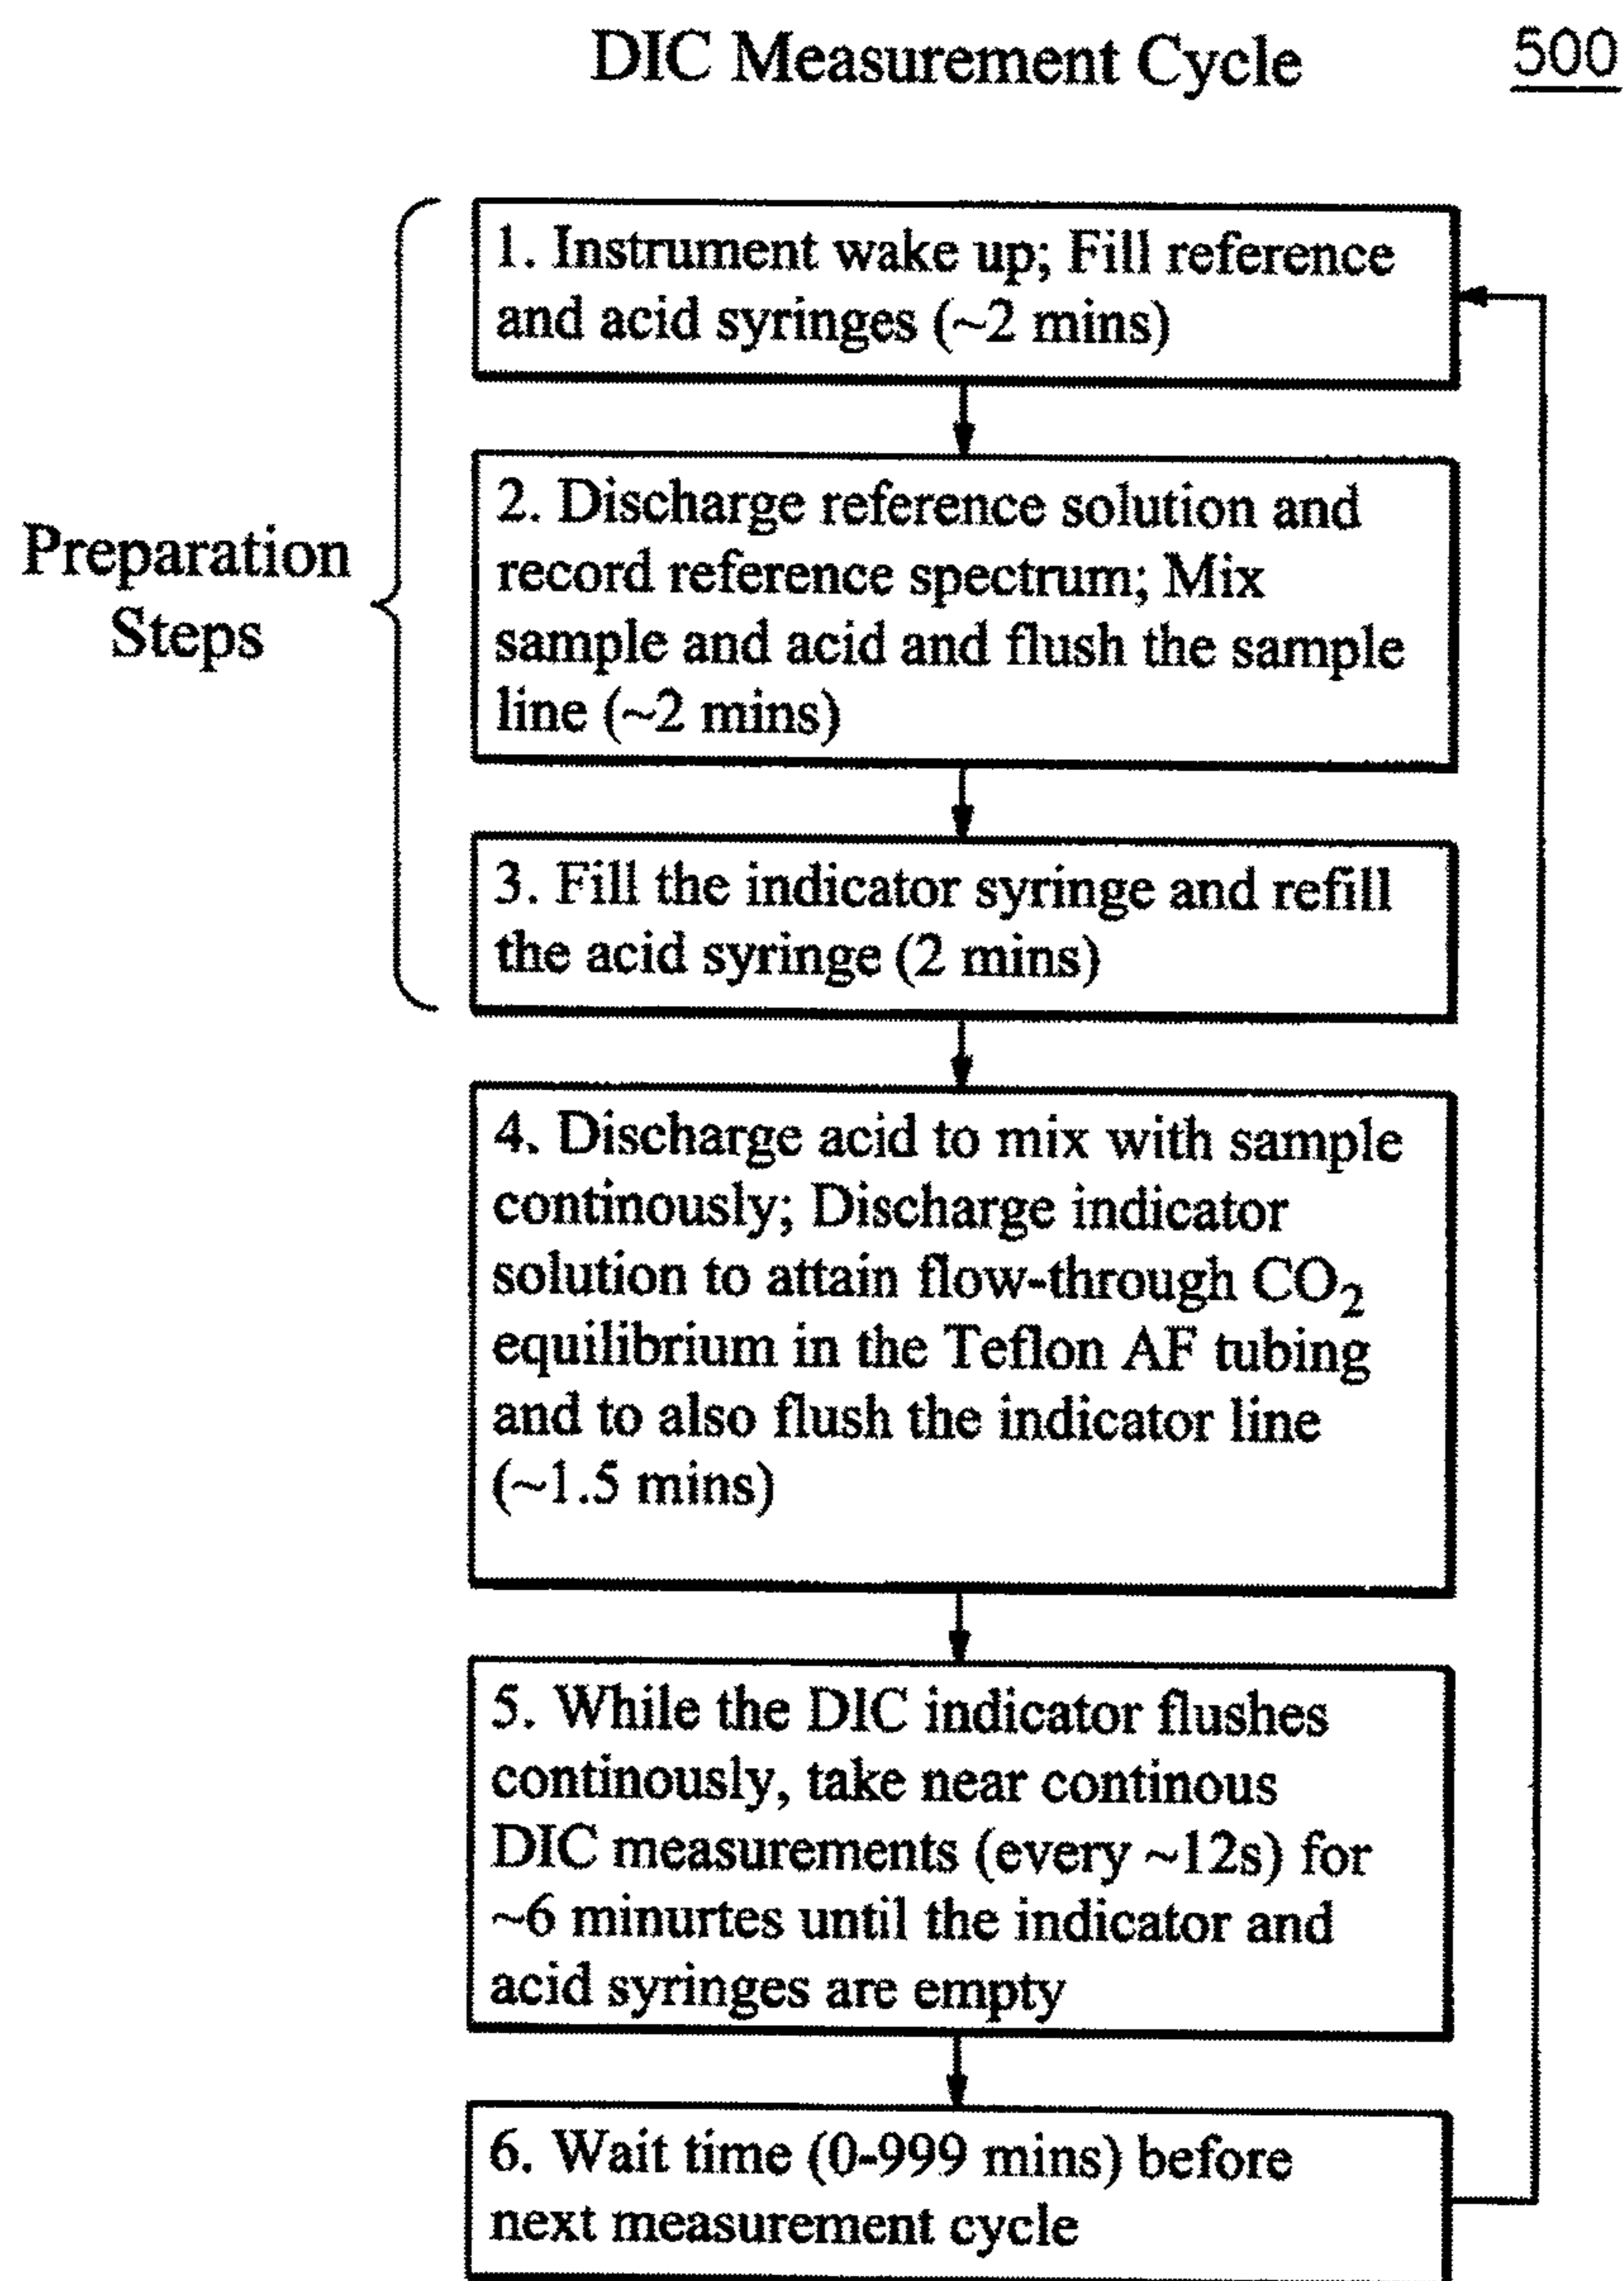 DIC Measurement Cycle
500
Preparation
Steps
1. Instrument wake up; Fill reference
and acid syringes (~2 mins)
2. Discharge reference solution and
record reference spectrum; Mix
sample and acid and flush the sample
line (~2 mins)
3. Fill the indicator syringe and refill
the acid syringe (2 mins)
4. Discharge acid to mix with sample
continously; Discharge indicator
solution to attain flow-through CO₂
equilibrium in the Teflon AF tubing
and to also flush the indicator line
(~1.5 mins)
5. While the DIC indicator flushes
continously, take near continous
DIC measurements (every ~12s) for
~6 minurtes until the indicator and
acid syringes are empty
6. Wait time (0-999 mins) before
next measurement cycle